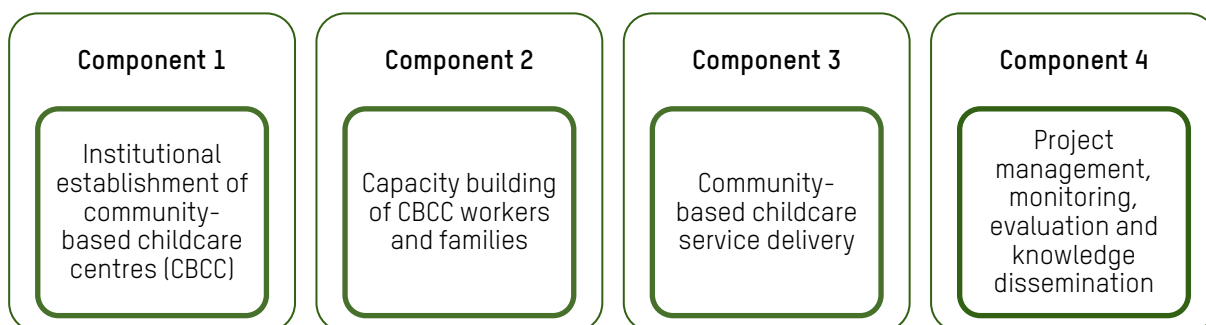 Component 1
Institutional
establishment of
community-
based childcare
centres (CBCC)
Component 2
Capacity building
of CBCC workers
and families
Component 3
Community-
based childcare
service delivery
Component 4
Project
management,
monitoring,
evaluation and
knowledge
dissemination